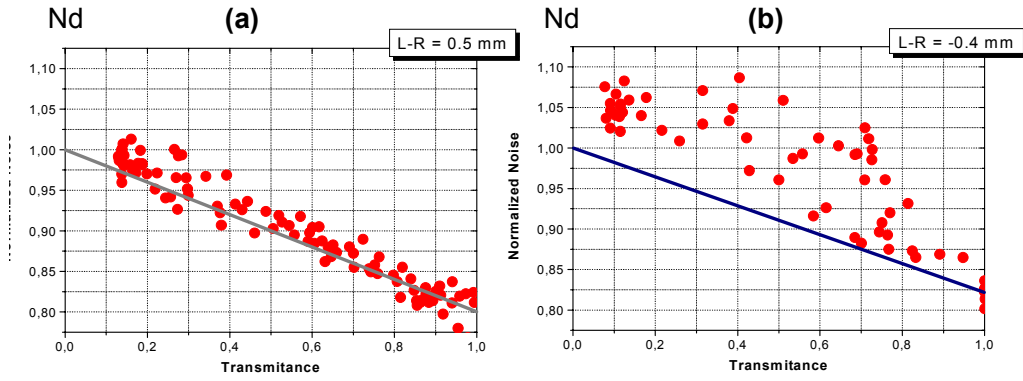 Nd (a)
L-R = 0.5 mm
1,10
1,05
1,00
0,95
0,90
0,85
0,80
0,0 0,2 0,4 0,6 0,8 1,0
Transmitance
Nd (b)
L-R = -0.4 mm
Normalized Noise
1,10
1,05
1,00
0,95
0,90
0,85
0,80
0,0 0,2 0,4 0,6 0,8 1,0
Transmitance